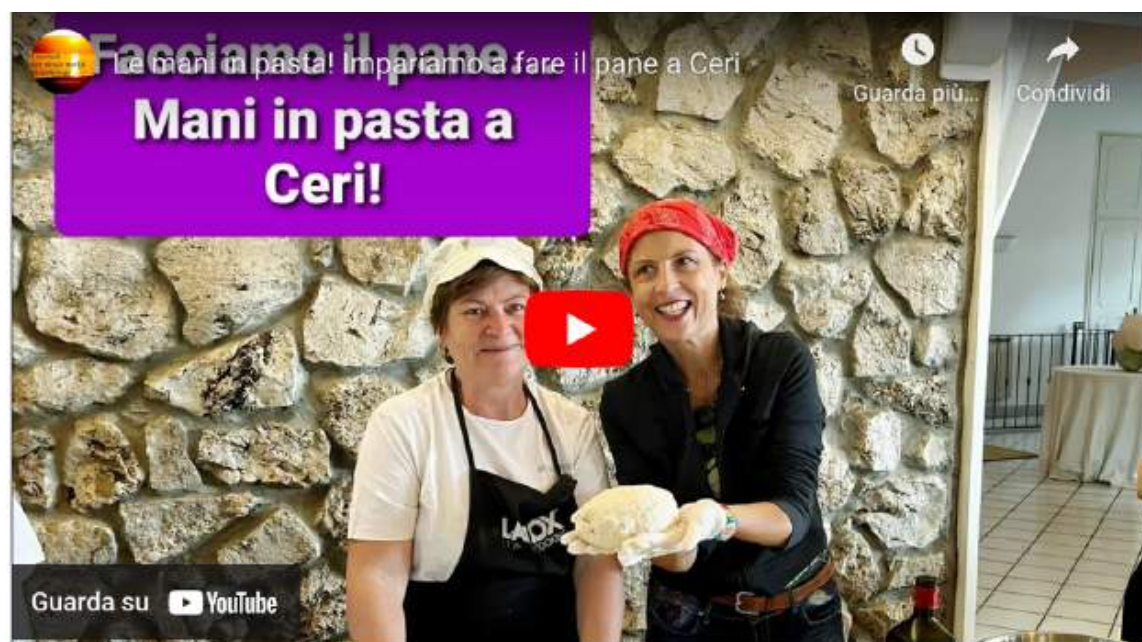 Facciamo il pane...
Mani in pasta a
Ceri!
Le mani in pasta! Impariamo a fare il pane a Ceri
Guarda più...
Condividi
Guarda su YouTube